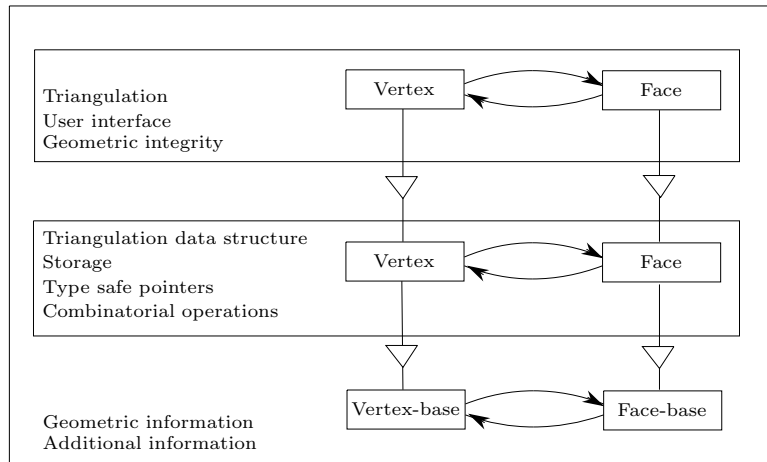 Triangulation
User interface
Geometric integrity
Vertex
Face
Triangulation data structure
Storage
Type safe pointers
Combinatorial operations
Vertex
Face
Geometric information
Additional information
Vertex-base
Face-base